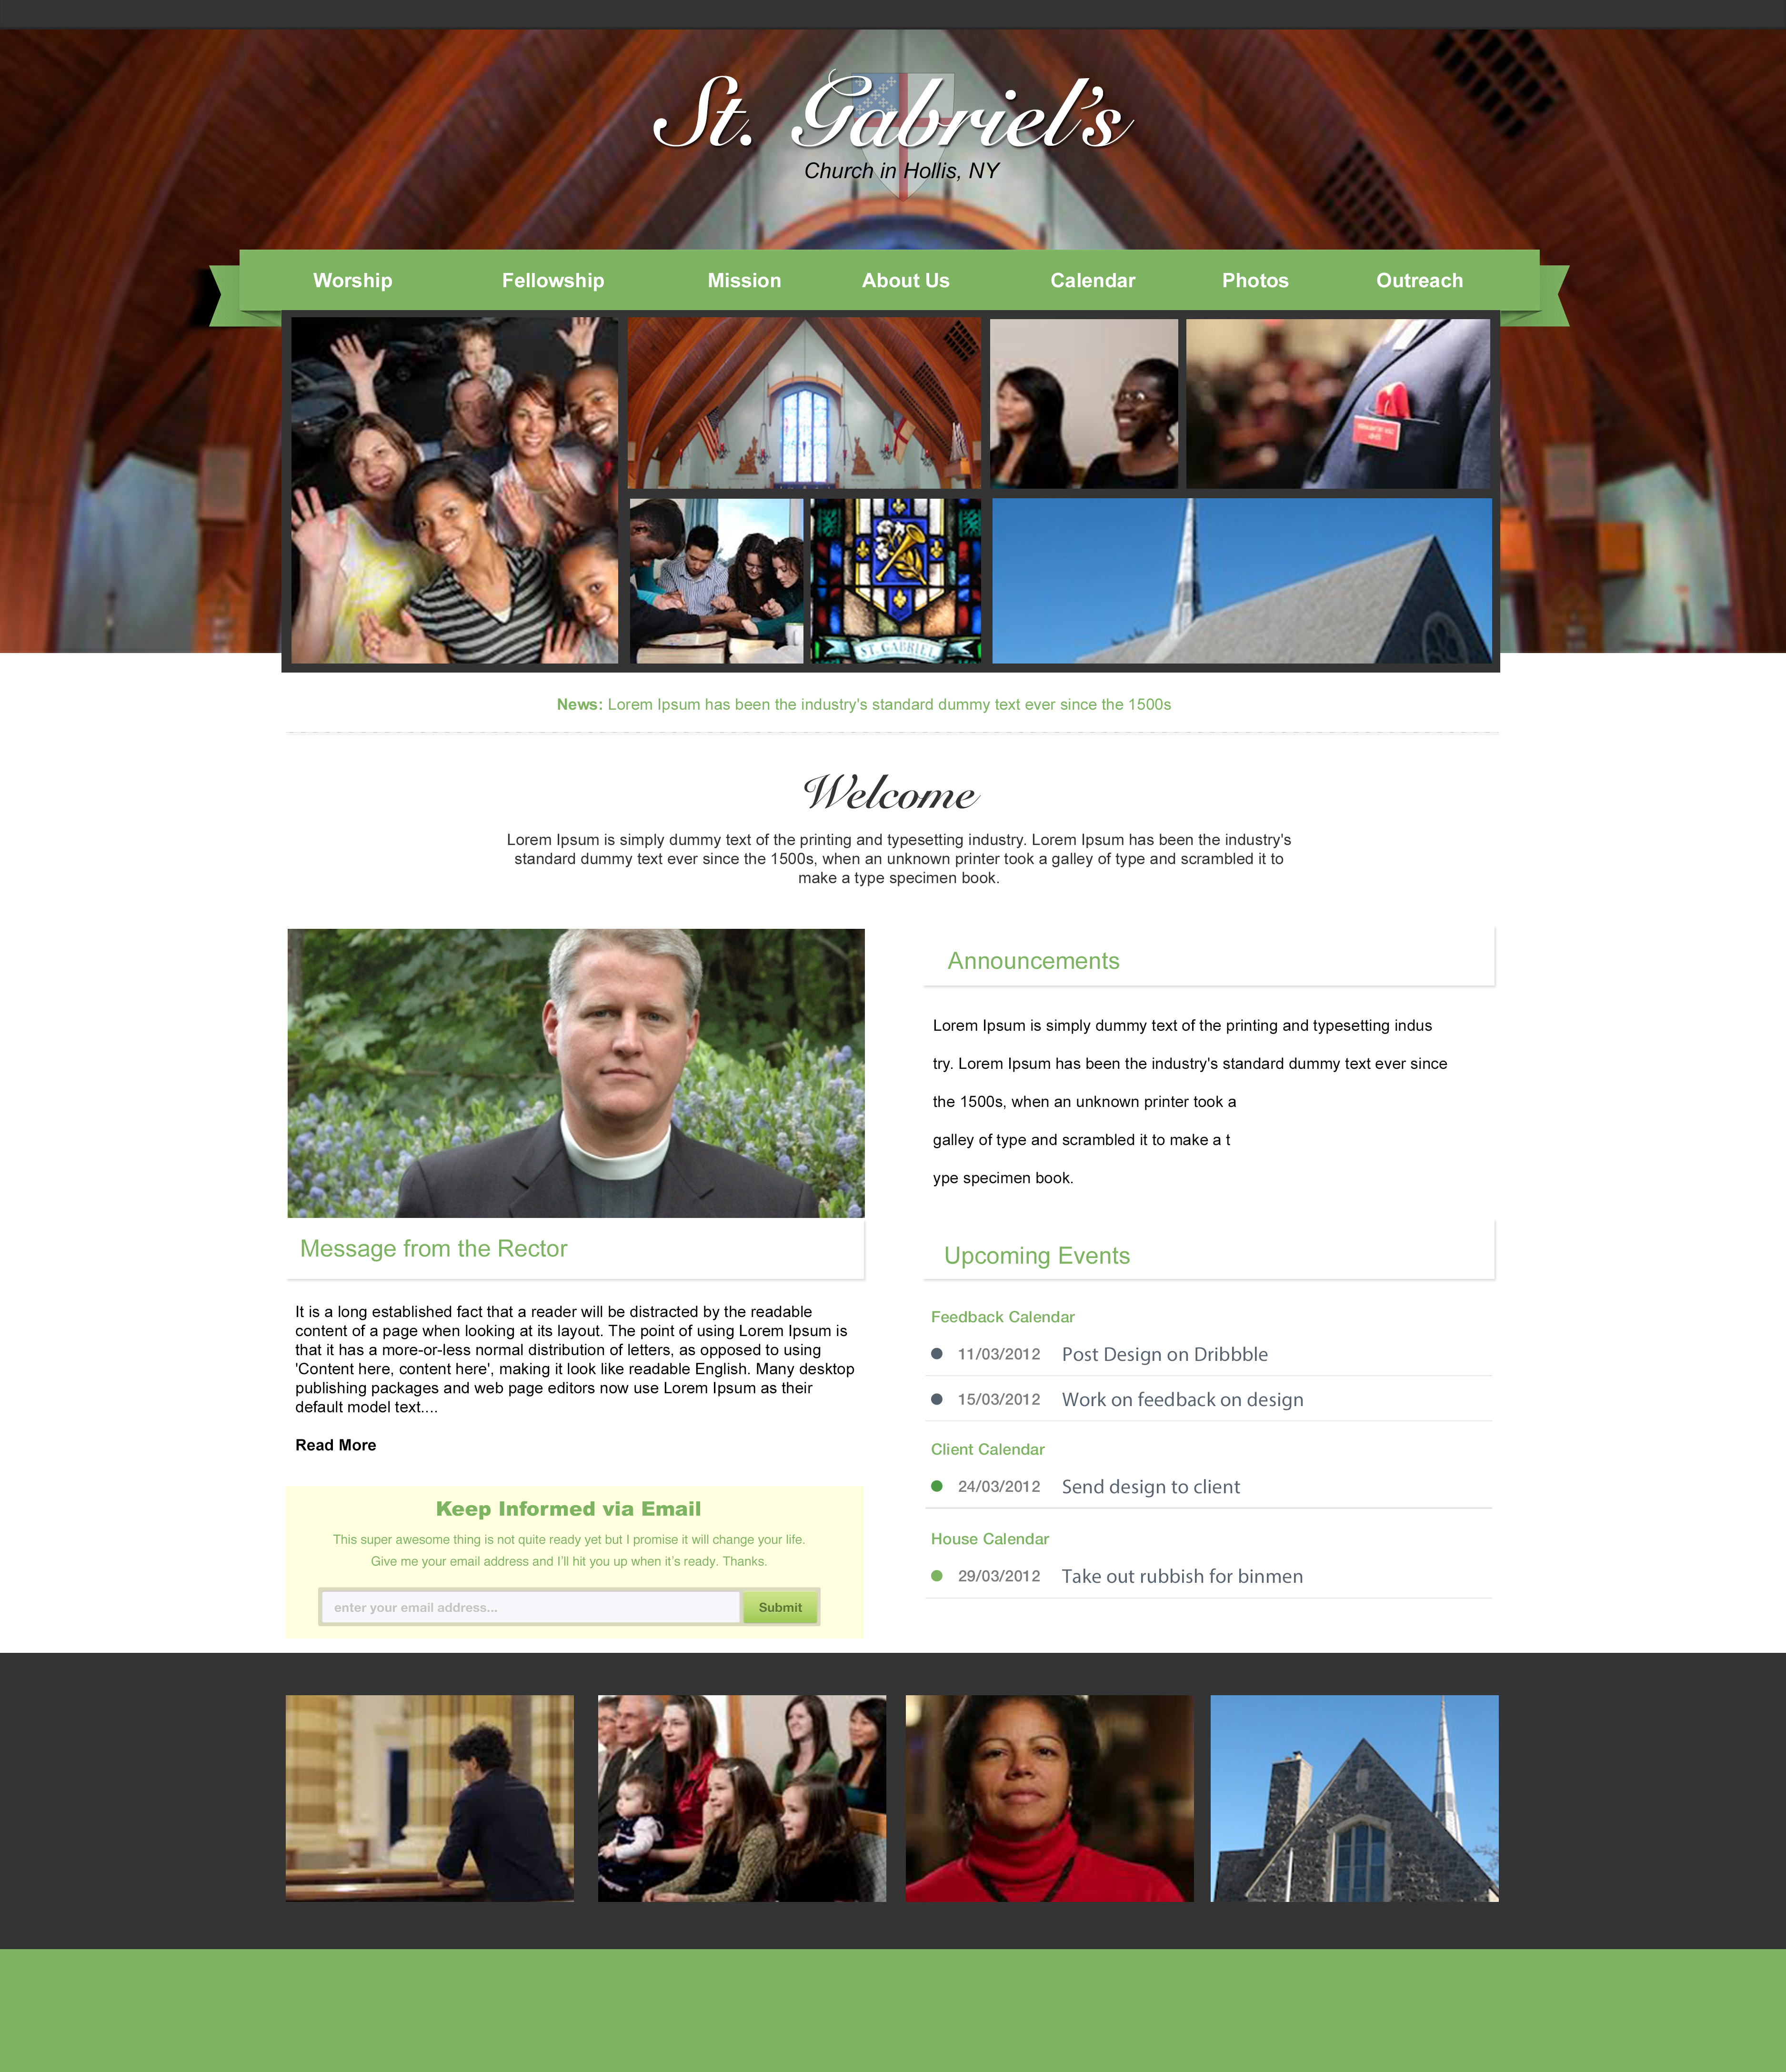 St. Gabriel's
Church in Hollis, NY
Worship Fellowship Mission About Us Calendar Photos Outreach
ST. GABRIEL
News: Lorem Ipsum has been the industry's standard dummy text ever since the 1500s
Welcome
Lorem Ipsum is simply dummy text of the printing and typesetting industry. Lorem Ipsum has been the industry's
standard dummy text ever since the 1500s, when an unknown printer took a galley of type and scrambled it to
make a type specimen book.
Message from the Rector
It is a long established fact that a reader will be distracted by the readable
content of a page when looking at its layout. The point of using Lorem Ipsum is
that it has a more-or-less normal distribution of letters, as opposed to using
'Content here, content here', making it look like readable English. Many desktop
publishing packages and web page editors now use Lorem Ipsum as their
default model text....
Read More
Keep Informed via Email
This super awesome thing is not quite ready yet but I promise it will change your life.
Give me your email address and I'll hit you up when it's ready. Thanks.
enter your email address... Submit
Announcements
Lorem Ipsum is simply dummy text of the printing and typesetting indus
try. Lorem Ipsum has been the industry's standard dummy text ever since
the 1500s, when an unknown printer took a
galley of type and scrambled it to make a t
ype specimen book.
Upcoming Events
Feedback Calendar
11/03/2012 Post Design on Dribbble
15/03/2012 Work on feedback on design
Client Calendar
24/03/2012 Send design to client
House Calendar
29/03/2012 Take out rubbish for binmen